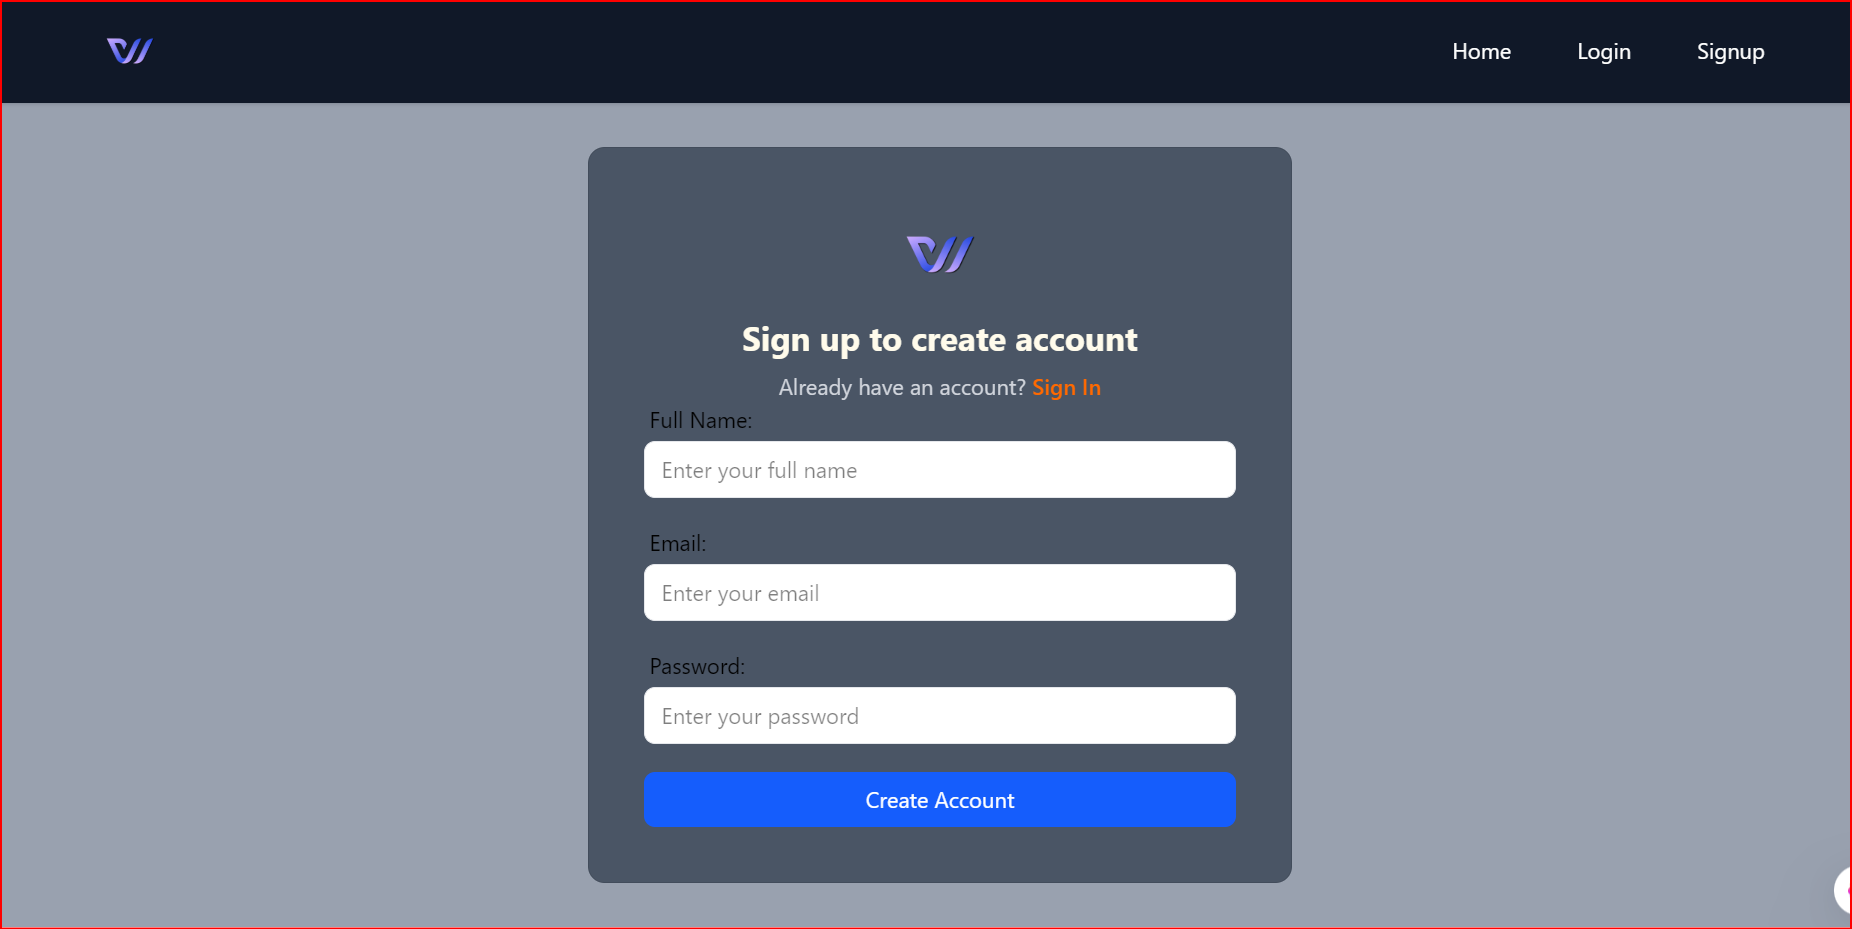 Home Login Signup
Sign up to create account
Already have an account? Sign In
Full Name:
Enter your full name
Email:
Enter your email
Password:
Enter your password
Create Account